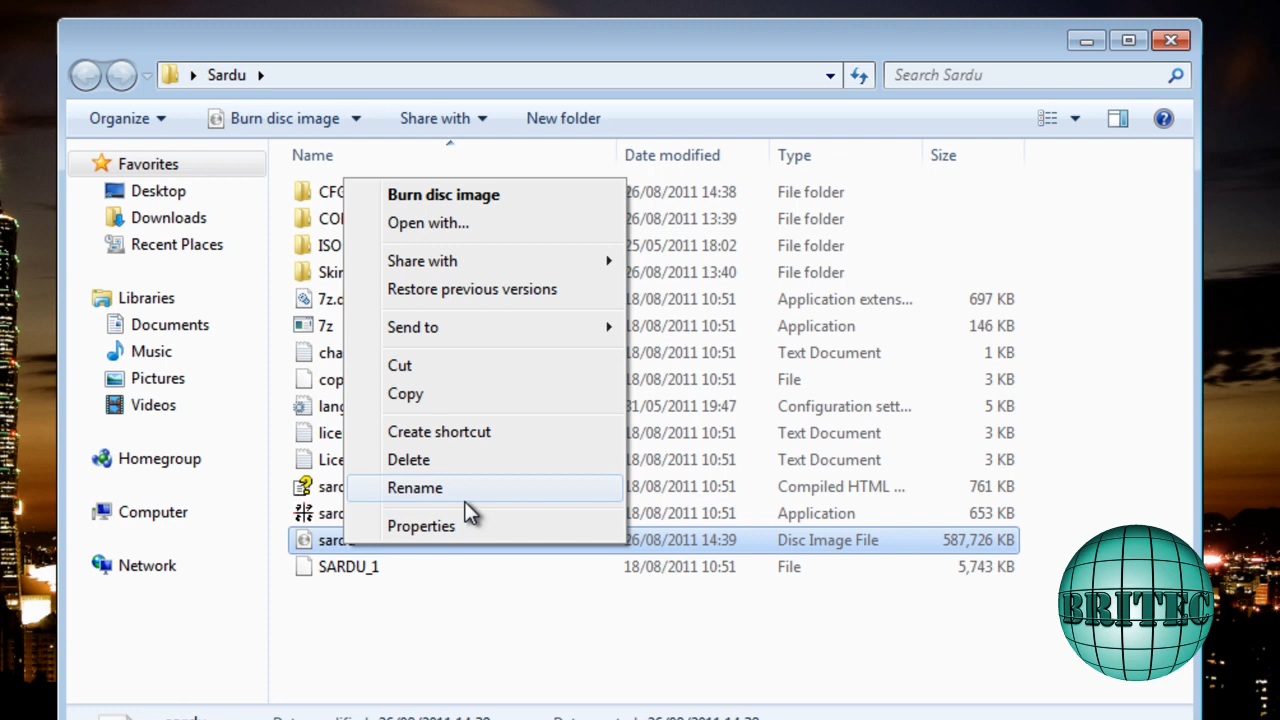 Sardu
Search Sardu
Organize
Burn disc image
Share with
New folder
Name
Date modified
Type
Size
Favorites
Desktop
Downloads
Recent Places
Libraries
Documents
Music
Pictures
Videos
Homegroup
Computer
Network
CFG 26/08/2011 14:38 File folder
26/08/2011 13:39 File folder
ISO 25/05/2011 18:02 File folder
26/08/2011 13:40 File folder
18/08/2011 10:51 Application extens... 697 KB
7z 18/08/2011 10:51 Application 146 KB
18/08/2011 10:51 Text Document 1 KB
18/08/2011 10:51 File 3 KB
31/05/2011 19:47 Configuration sett... 5 KB
18/08/2011 10:51 Text Document 3 KB
18/08/2011 10:51 Text Document 3 KB
18/08/2011 10:51 Compiled HTML ... 761 KB
18/08/2011 10:51 Application 653 KB
sardu 26/08/2011 14:39 Disc Image File 587,726 KB
SARDU_1 18/08/2011 10:51 File 5,743 KB
Burn disc image
Open with...
Share with
Restore previous versions
Send to
Cut
Copy
Create shortcut
Delete
Rename
Properties
BRITEC